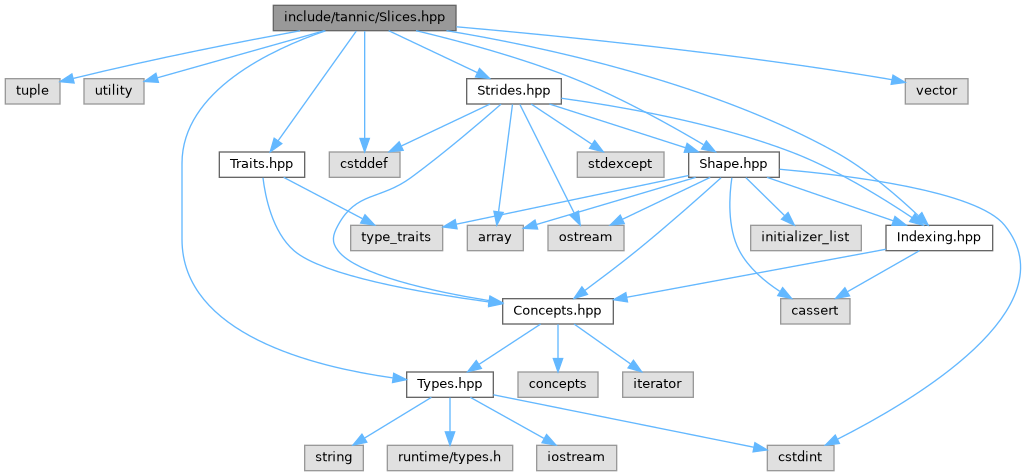 include/tannic/Slices.hpp
tuple
utility
Strides.hpp
vector
Traits.hpp
cstddef
stdexcept
Shape.hpp
type_traits
array
ostream
initializer_list
Indexing.hpp
Concepts.hpp
cassert
Types.hpp
concepts
iterator
string
runtime/types.h
iostream
cstdint